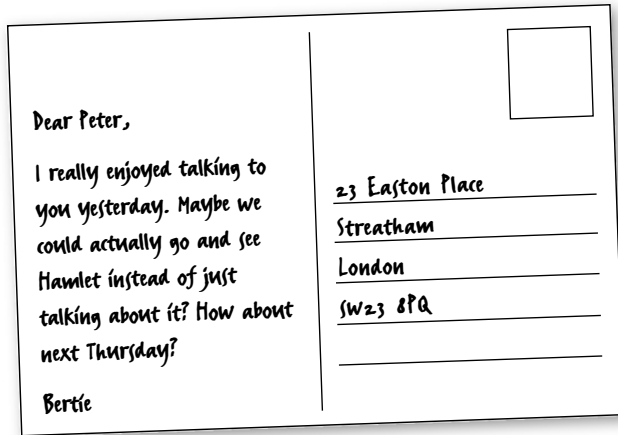 Dear Peter,
I really enjoyed talking to
you yesterday. Maybe we
could actually go and see
Hamlet instead of just
talking about it? How about
next Thursday?
Bertie
23 Easton Place
Streatham
London
SW23 8PQ